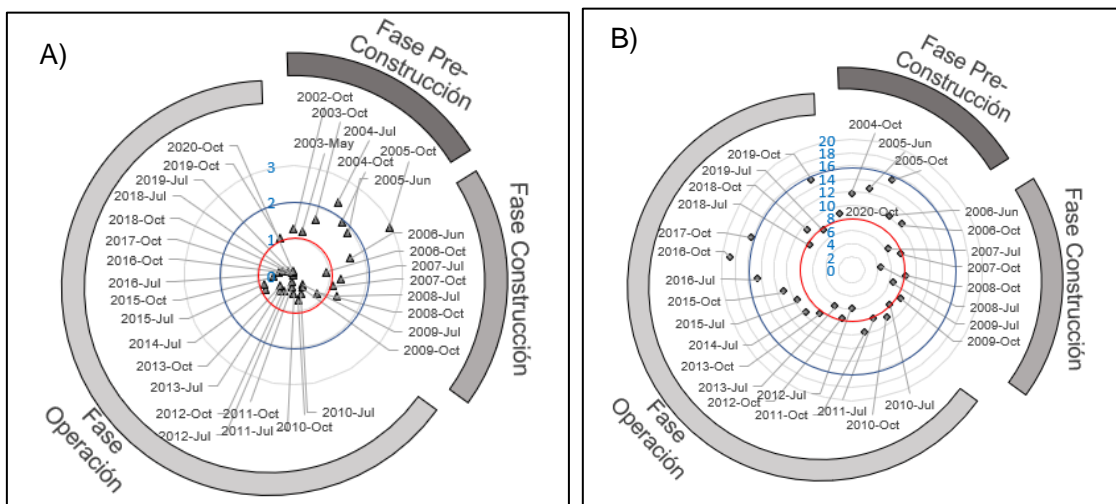 A)
Fase Pre-
Construcción
Fase Construcción
Fase
Operación
2002-Oct
2003-Oct
2003-May
2004-Jul
2004-Oct
2005-Oct
2005-Jun
2006-Jun
2006-Oct
2007-Jul
2007-Oct
2008-Jul
2008-Oct
2009-Jul
2009-Oct
2010-Jul
2010-Oct
2011-Oct
2011-Jul
2012-Oct
2012-Jul
2013-Jul
2013-Oct
2014-Jul
2015-Jul
2015-Oct
2016-Jul
2016-Oct
2017-Oct
2018-Oct
2018-Jul
2019-Jul
2019-Oct
2020-Oct
3
2
1
0
B)
Fase Pre-
Construcción
Fase Construcción
Fase
Operación
2004-Oct
2005-Jun
2005-Oct
2006-Jun
2006-Oct
2007-Jul
2007-Oct
2008-Jul
2008-Oct
2009-Jul
2009-Oct
2010-Jul
2010-Oct
2011-Jul
2011-Oct
2012-Jul
2012-Oct
2013-Jul
2013-Oct
2014-Jul
2015-Jul
2015-Oct
2016-Jul
2016-Oct
2017-Oct
2018-Jul
2018-Oct
2019-Jul
2019-Oct
2020-Oct
20
18
16
14
12
10
8
6
4
2
0